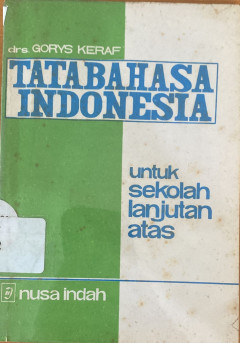 drs. GORYS KERAF
TATABAHASA
INDONESIA
untuk
sekolah
lanjutan
atas
nusa indah